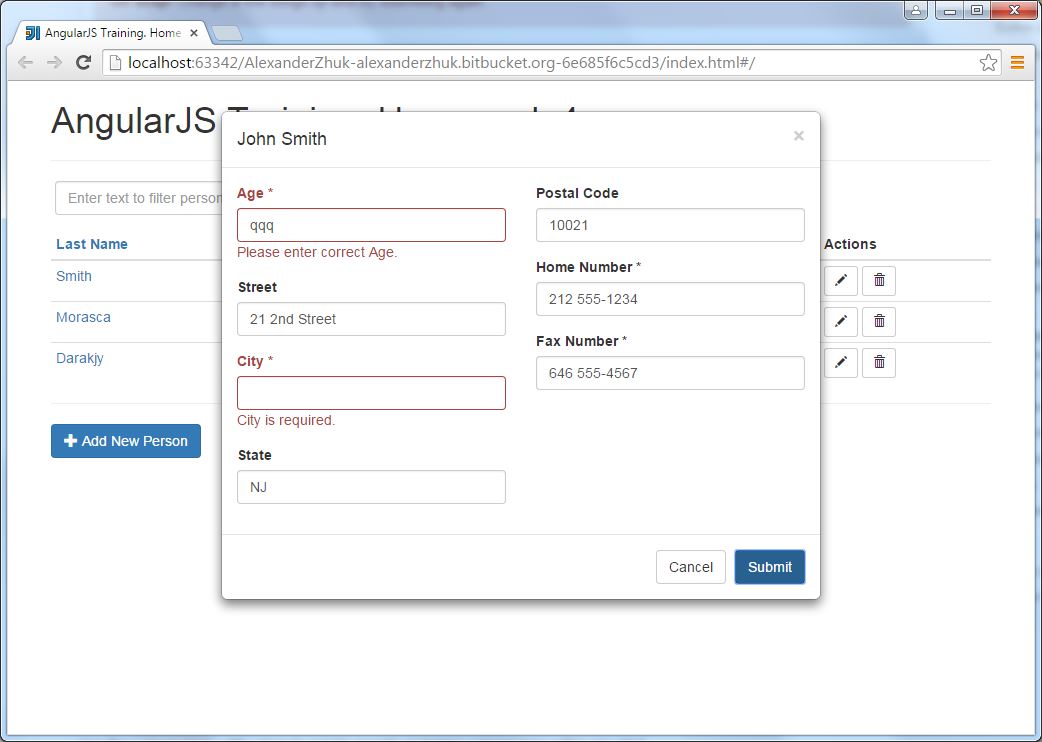 AngularJS Training. Home
localhost:63342/AlexanderZhuk-alexanderzhuk.bitbucket.org-6e685f6c5cd3/index.html#/
AngularJS
John Smith
×
Enter text to filter person
Last Name
Actions
Smith
Morasca
Darakjy
Add New Person
Age *
qqq
Please enter correct Age.
Street
21 2nd Street
City *
City is required.
State
NJ
Postal Code
10021
Home Number *
212 555-1234
Fax Number *
646 555-4567
Cancel
Submit